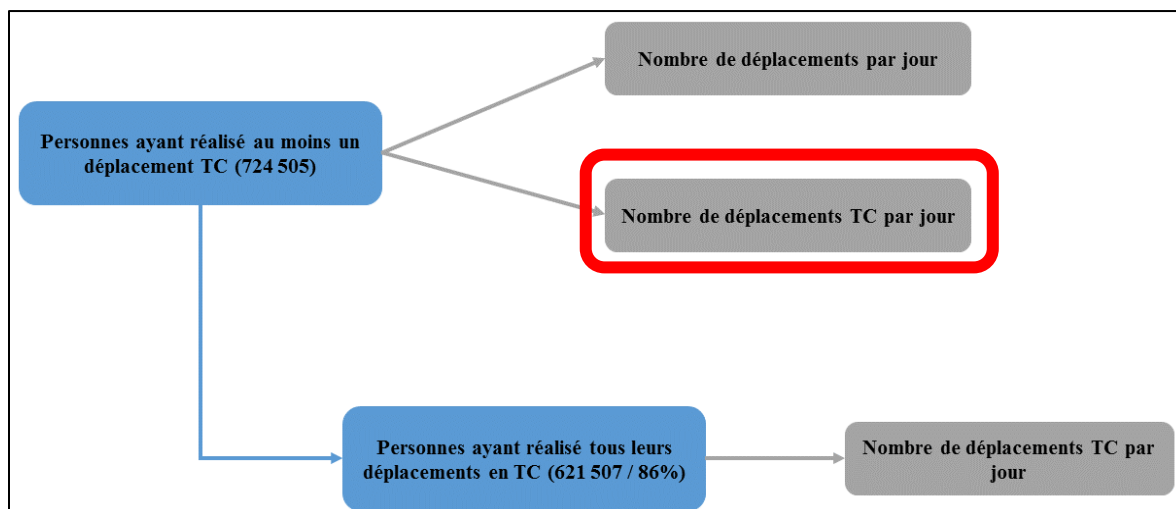 Nombre de déplacements par jour
Personnes ayant réalisé au moins un
déplacement TC (724 505)
Nombre de déplacements TC par jour
Personnes ayant réalisé tous leurs
déplacements en TC (621 507 / 86%)
Nombre de déplacements TC par
jour